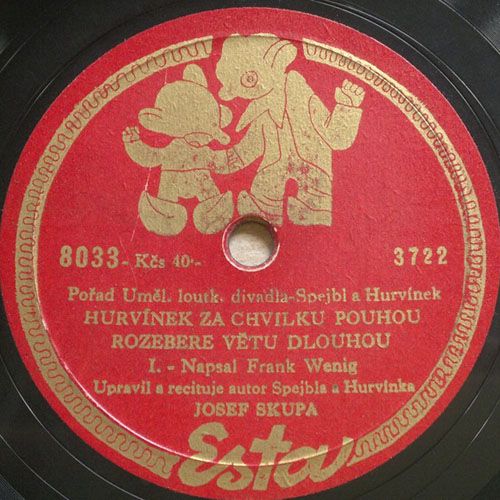 8033 - Kčs 40·- 3722
Pořad Uměl. loutk. divadla-Spejbl a Hurvínek
HURVÍNEK ZA CHVILKU POUHOU
ROZEBERE VĚTU DLOUHOU
I. - Napsal Frank Wenig
Upravil a recituje autor Spejbla a Hurvínka
JOSEF SKUPA
Esta